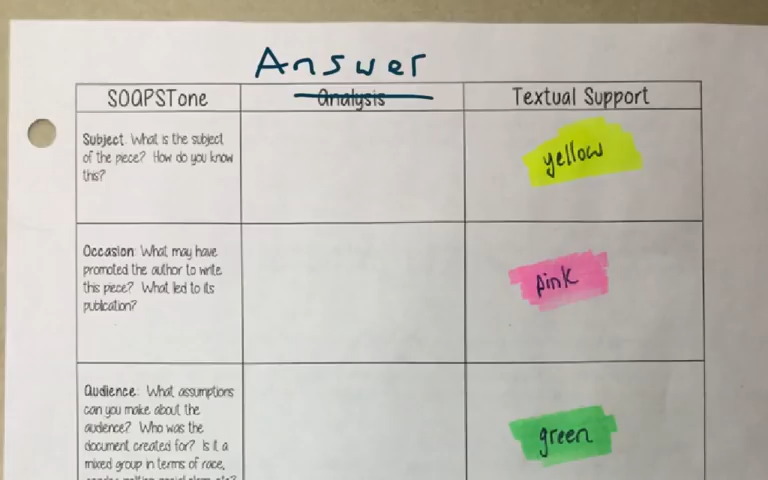 Answer
SOAPSTone
Analysis
Textual Support
Subject: What is the subject
of the piece? How do you know
this?
yellow
Occasion: What may have
promoted the author to write
this piece? What led to its
publication?
pink
Audience: What assumptions
can you make about the
audience? Who was the
document created for? Is it a
mixed group in terms of race,
green